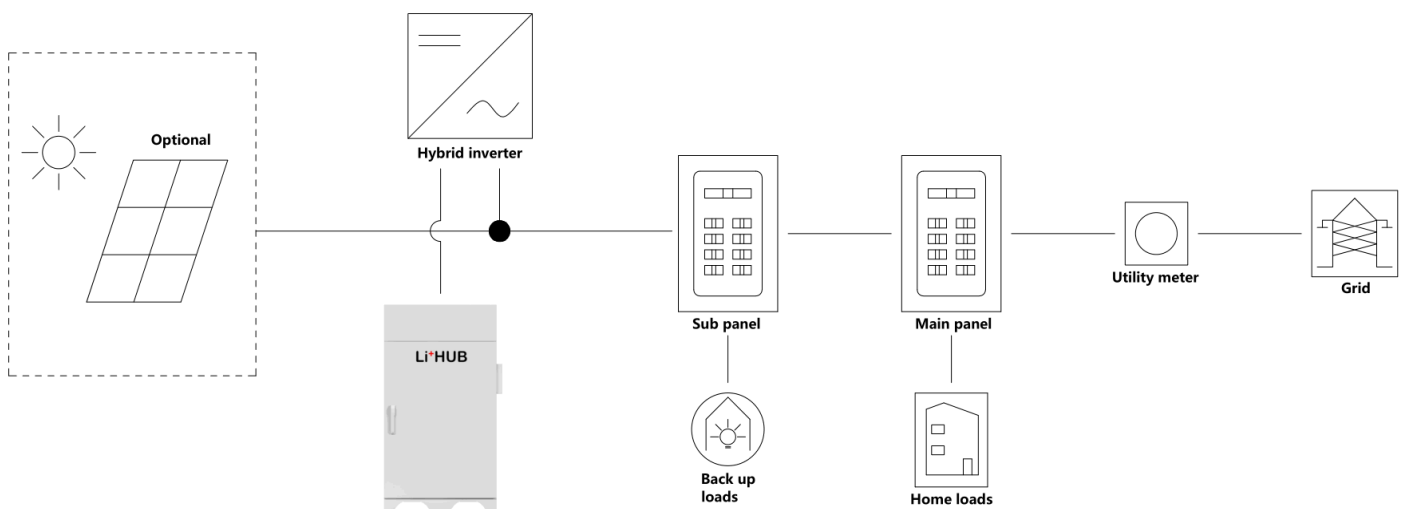 Optional
Hybrid inverter
Li+HUB
Sub panel
Main panel
Utility meter
Grid
Back up
loads
Home loads